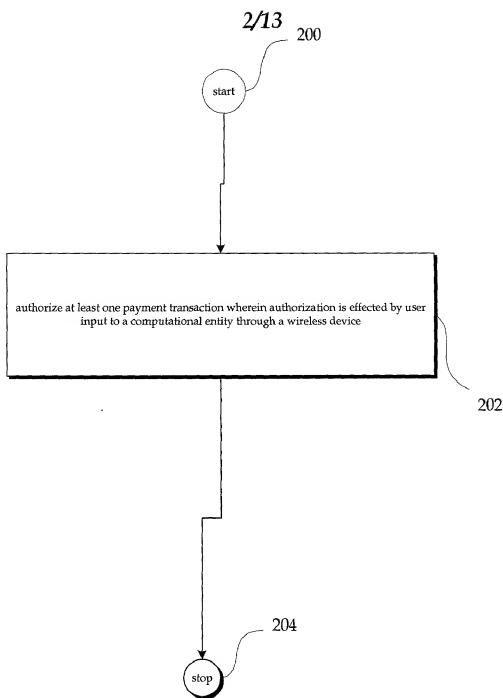 2/13
200
start
authorize at least one payment transaction wherein authorization is effected by user
input to a computational entity through a wireless device
202
204
stop